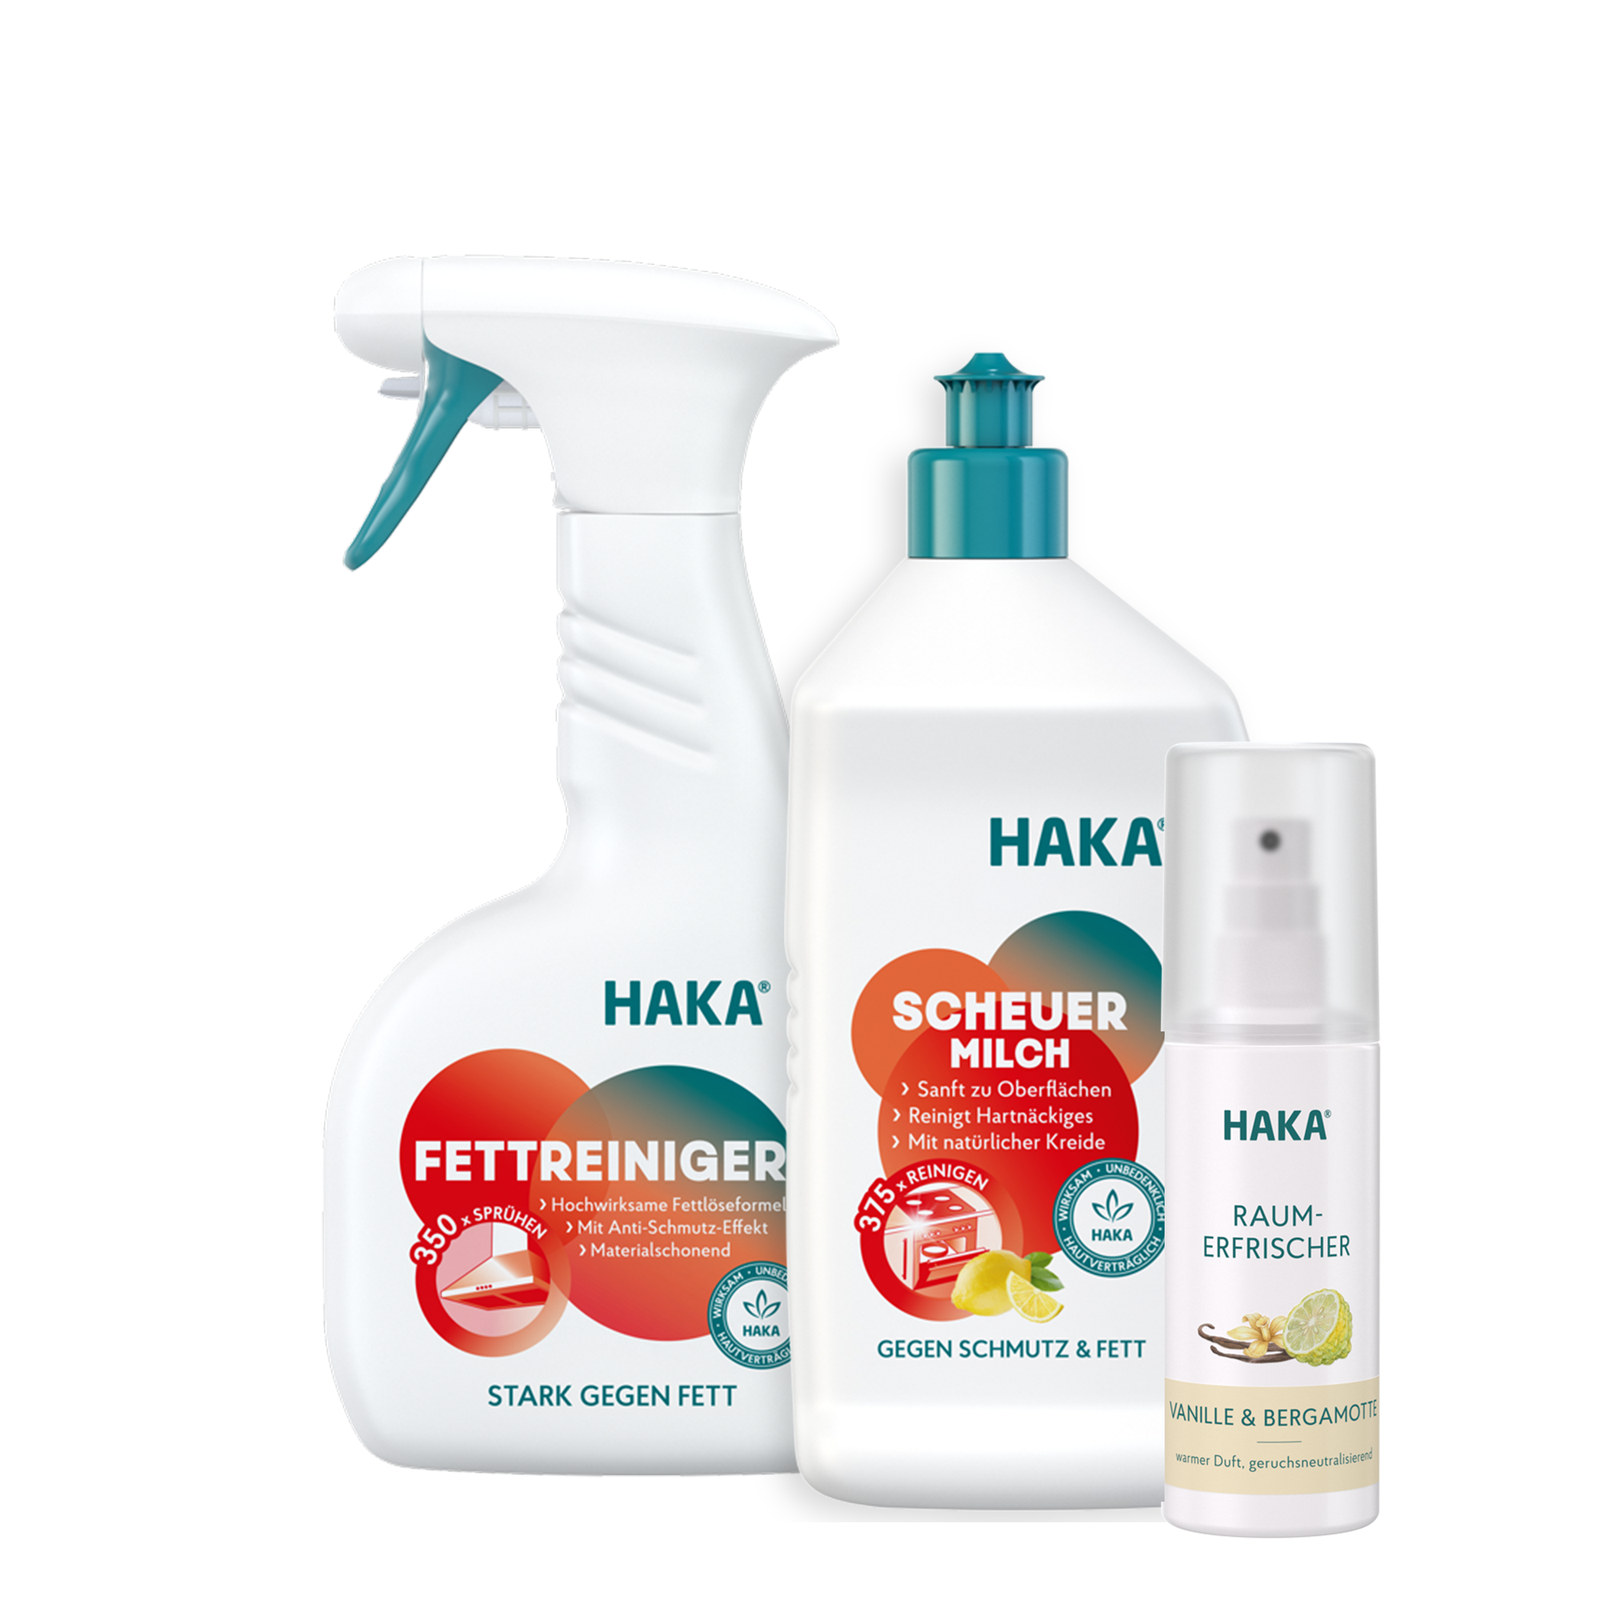 HAKA®
FETTREINIGER
› Hochwirksame Fettlöseformel
› Mit Anti-Schmutz-Effekt
› Materialschonend
350 x SPRÜHEN
WIRKSAM •
HAKA
STARK GEGEN FETT
HAKA
SCHEUER
MILCH
› Sanft zu Oberflächen
› Reinigt Hartnäckiges
› Mit natürlicher Kreide
375 x REINIGEN
WIRKSAM • UNBEDENKLICH • HAUTVERTRÄGLICH •
HAKA
GEGEN SCHMUTZ & FETT
HAKA®
RAUM-
ERFRISCHER
VANILLE & BERGAMOTTE
warmer Duft, geruchsneutralisierend